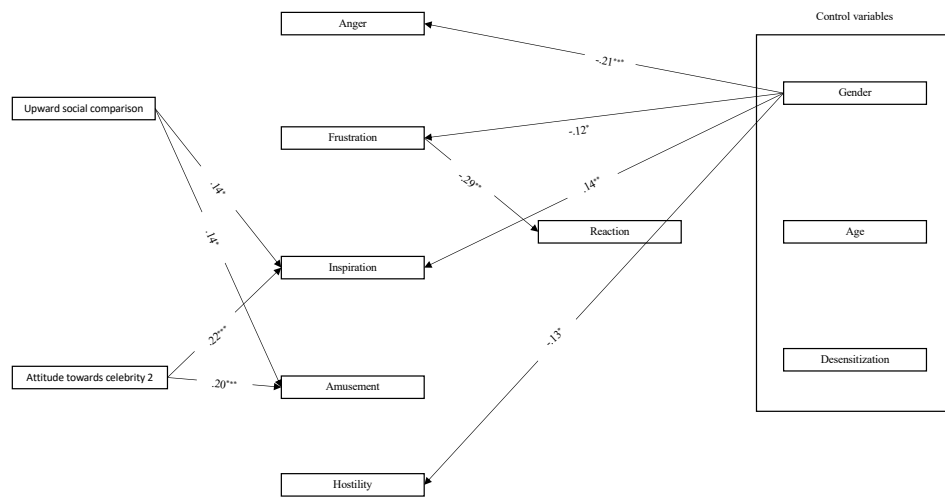 Control variables
Anger
-.21***
Gender
Upward social comparison
Frustration
-.12*
-.29**
.14**
.14*
.14*
Reaction
Age
Inspiration
.22***
-.13*
Desensitization
Attitude towards celebrity 2
.20***
Amusement
Hostility